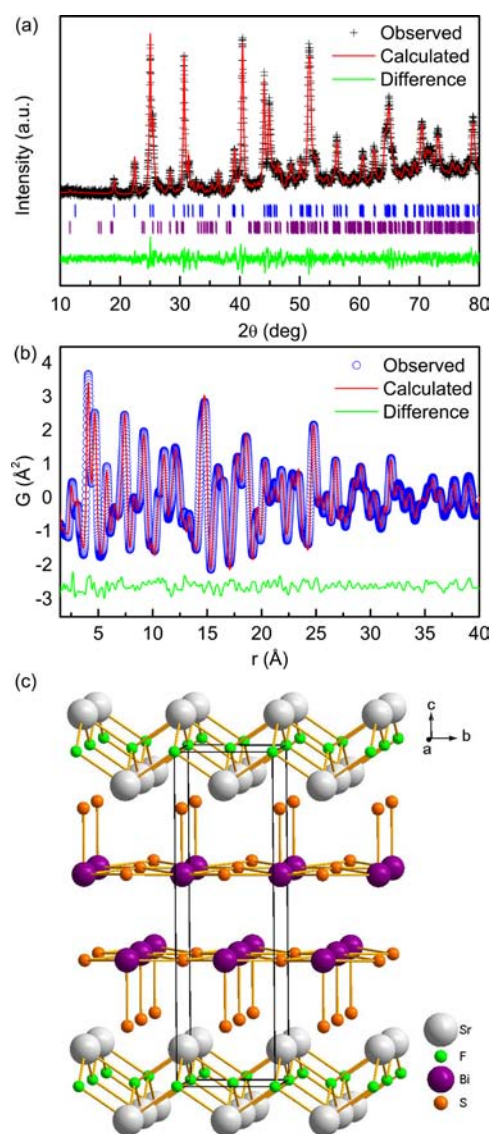 (a)
Observed
Calculated
Difference
Intensity (a.u.)
10 20 30 40 50 60 70 80
2θ (deg)
(b)
4
3
2
1
0
-1
-2
-3
Observed
Calculated
Difference
G (Å²)
5 10 15 20 25 30 35 40
r (Å)
(c)
c
a b
Sr
F
Bi
S